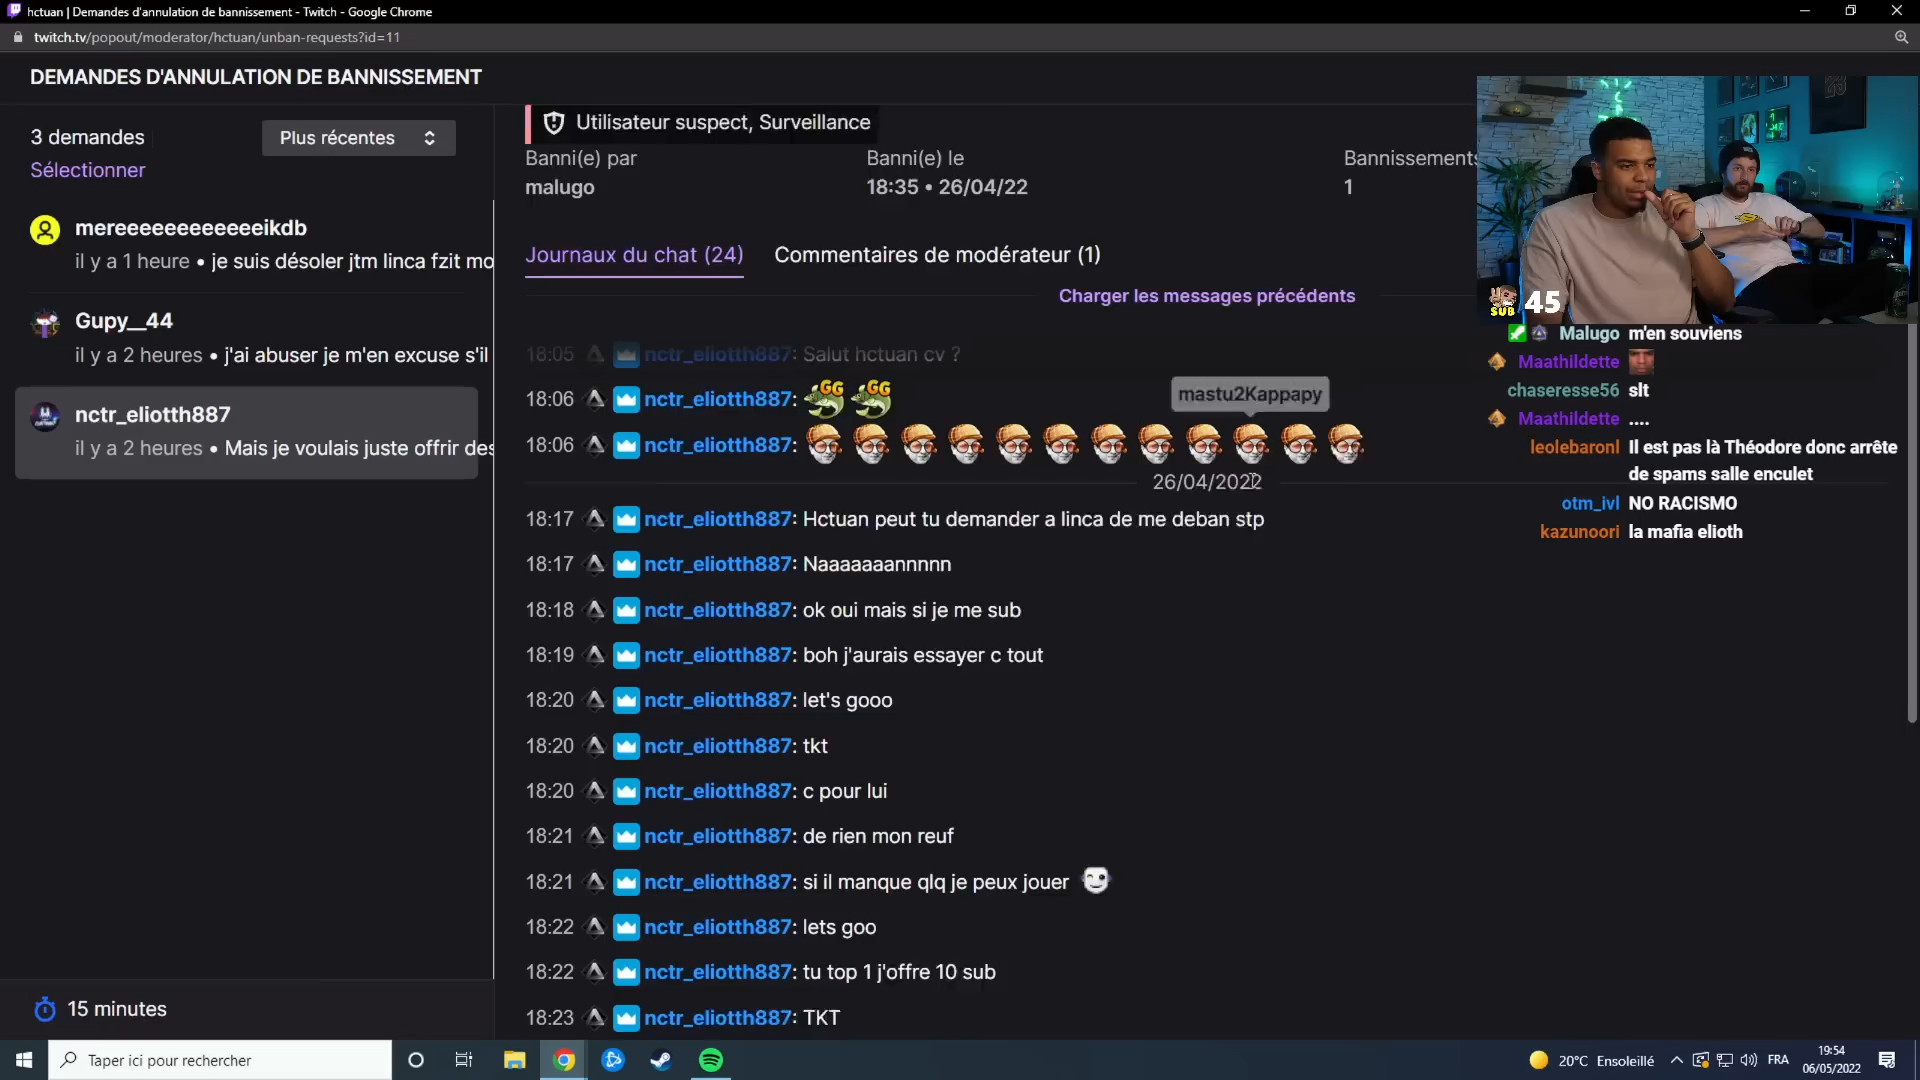 hctuan | Demandes d'annulation de bannissement - Twitch - Google Chrome
twitch.tv/popout/moderator/hctuan/unban-requests?id=11
DEMANDES D'ANNULATION DE BANNISSEMENT
3 demandes
Plus récentes
Sélectionner
mereeeeeeeeeeeeikdb
il y a 1 heure • je suis désoler jtm linca fzit mo
Gupy__44
il y a 2 heures • j'ai abuser je m'en excuse s'il
nctr_eliotth887
il y a 2 heures • Mais je voulais juste offrir des
15 minutes
Utilisateur suspect, Surveillance
Banni(e) par
malugo
Banni(e) le
18:35 • 26/04/22
Bannissements
1
Journaux du chat (24)
Commentaires de modérateur (1)
Charger les messages précédents
18:05 nctr_eliotth887: Salut hctuan cv ?
18:06 nctr_eliotth887: GG GG
mastu2Kappapy
18:06 nctr_eliotth887:
26/04/2022
18:17 nctr_eliotth887: Hctuan peut tu demander a linca de me deban stp
18:17 nctr_eliotth887: Naaaaaaannnnn
18:18 nctr_eliotth887: ok oui mais si je me sub
18:19 nctr_eliotth887: boh j'aurais essayer c tout
18:20 nctr_eliotth887: let's gooo
18:20 nctr_eliotth887: tkt
18:20 nctr_eliotth887: c pour lui
18:21 nctr_eliotth887: de rien mon reuf
18:21 nctr_eliotth887: si il manque qlq je peux jouer
18:22 nctr_eliotth887: lets goo
18:22 nctr_eliotth887: tu top 1 j'offre 10 sub
18:23 nctr_eliotth887: TKT
23
SUB 45
Malugo m'en souviens
Maathildette
chaseresse56 slt
Maathildette ....
leolebaronl Il est pas là Théodore donc arrête
de spams salle enculet
otm_ivl NO RACISMO
kazunoori la mafia elioth
Taper ici pour rechercher
20°C Ensoleillé
FRA
19:54
06/05/2022